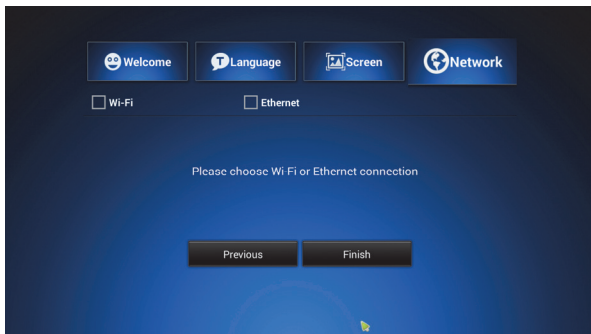 Welcome
Language
Screen
Network
Wi-Fi
Ethernet
Please choose Wi Fi or Ethernet connection
Previous
Finish